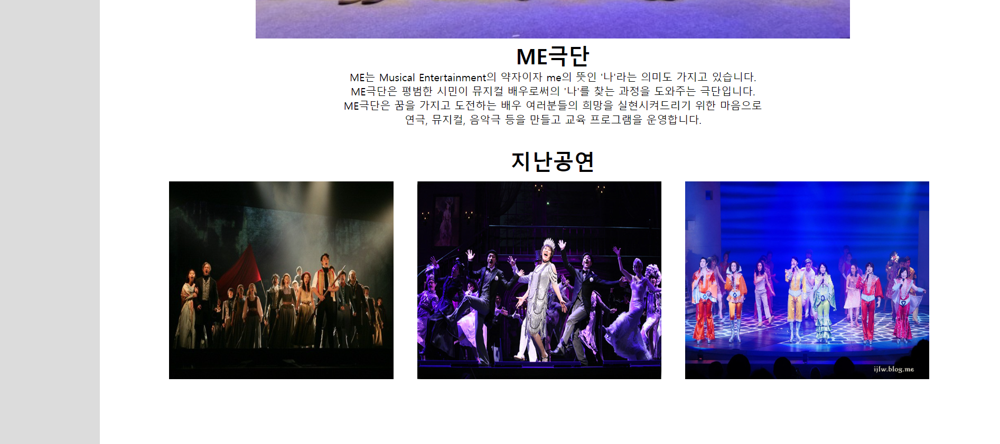 ME극단
ME는 Musical Entertainment의 약자이자 me의 뜻인 '나'라는 의미도 가지고 있습니다.
ME극단은 평범한 시민이 뮤지컬 배우로써의 '나'를 찾는 과정을 도와주는 극단입니다.
ME극단은 꿈을 가지고 도전하는 배우 여러분들의 희망을 실현시켜드리기 위한 마음으로
연극, 뮤지컬, 음악극 등을 만들고 교육 프로그램을 운영합니다.
지난공연
ijlw.blog.me